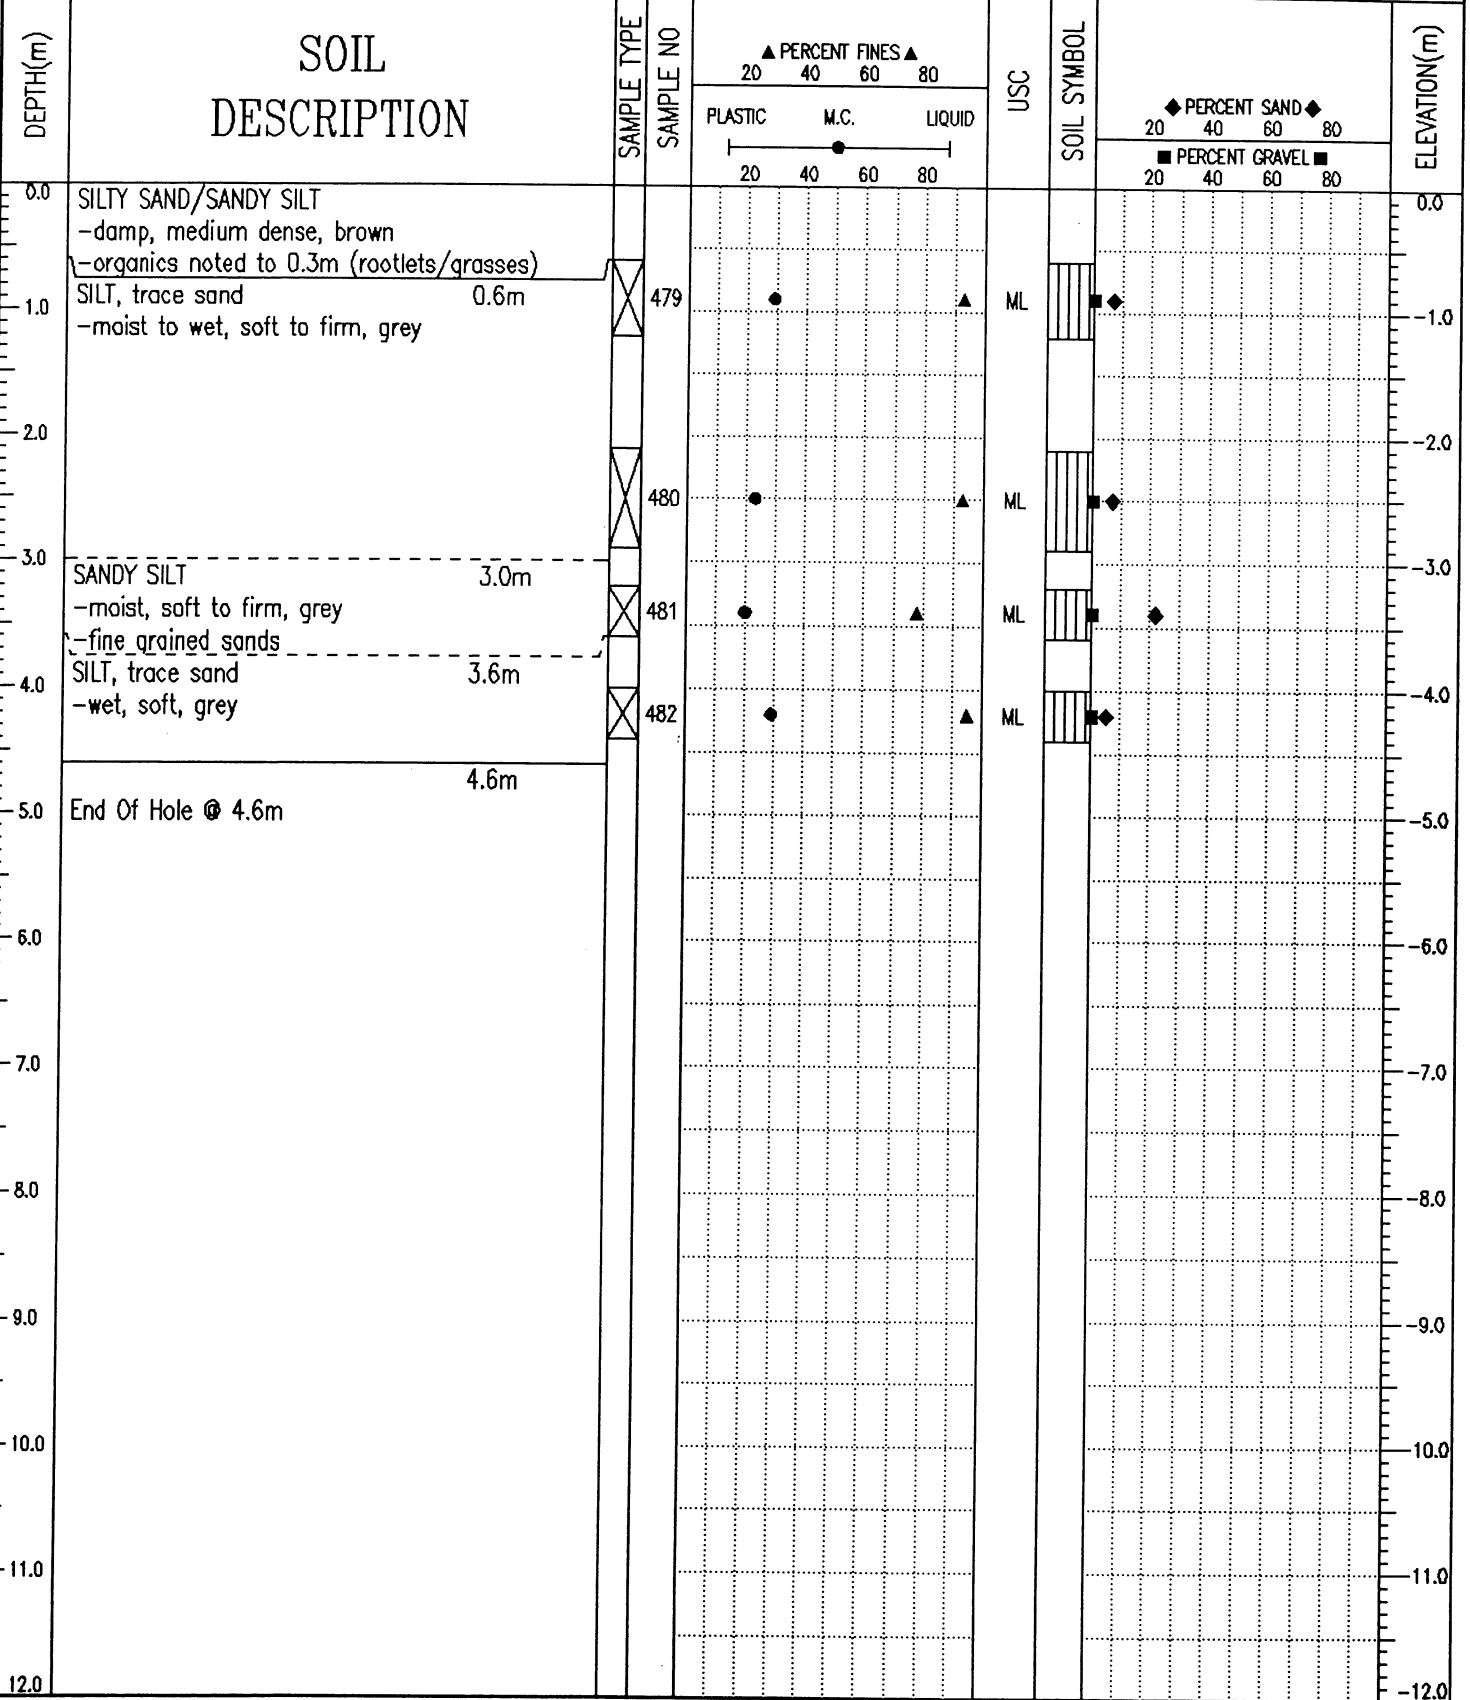 DEPTH(m)
SOIL
DESCRIPTION
SAMPLE TYPE
SAMPLE NO
▲ PERCENT FINES ▲
20 40 60 80
PLASTIC M.C. LIQUID
20 40 60 80
USC
SOIL SYMBOL
◆ PERCENT SAND ◆
20 40 60 80
■ PERCENT GRAVEL ■
20 40 60 80
ELEVATION(m)
0.0
SILTY SAND/SANDY SILT
-damp, medium dense, brown
-organics noted to 0.3m (rootlets/grasses)
SILT, trace sand 0.6m
-moist to wet, soft to firm, grey
479 ML
1.0
2.0
480 ML
3.0
SANDY SILT 3.0m
-moist, soft to firm, grey
-fine grained sands
481 ML
SILT, trace sand 3.6m
-wet, soft, grey
4.0
482 ML
4.6m
End Of Hole @ 4.6m
5.0
6.0
7.0
8.0
9.0
10.0
11.0
12.0
0.0
-1.0
-2.0
-3.0
-4.0
-5.0
-6.0
-7.0
-8.0
-9.0
-10.0
-11.0
-12.0